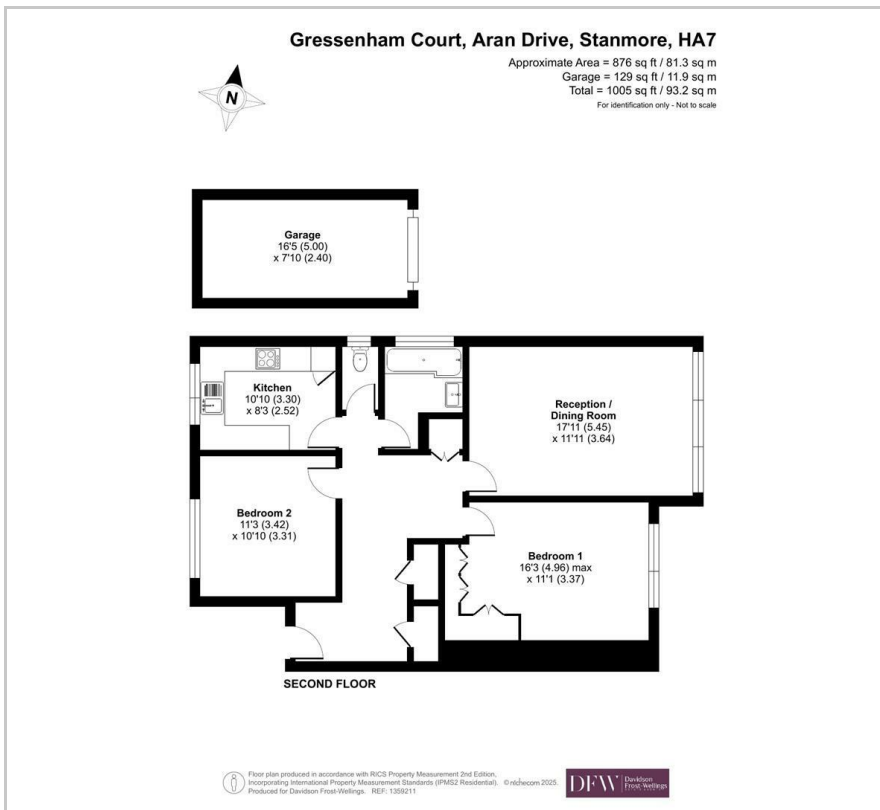 Gressenham Court, Aran Drive, Stanmore, HA7
Approximate Area = 876 sq ft / 81.3 sq m
Garage = 129 sq ft / 11.9 sq m
Total = 1005 sq ft / 93.2 sq m
For identification only - Not to scale
N
Garage
16'5 (5.00)
x 7'10 (2.40)
Kitchen
10'10 (3.30)
x 8'3 (2.52)
Reception /
Dining Room
17'11 (5.45)
x 11'11 (3.64)
Bedroom 2
11'3 (3.42)
x 10'10 (3.31)
Bedroom 1
16'3 (4.96) max
x 11'1 (3.37)
SECOND FLOOR
Floor plan produced in accordance with RICS Property Measurement 2nd Edition,
Incorporating International Property Measurement Standards (IPMS2 Residential). © nichecom 2025.
Produced for Davidson Frost-Wellings. REF: 1359211
DFW
Davidson
Frost-Wellings